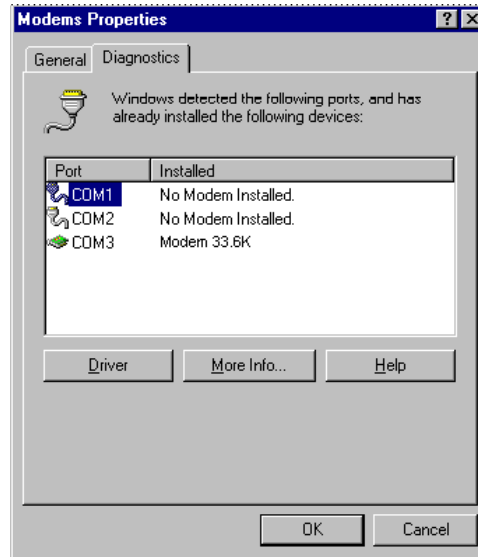 Modems Properties
General Diagnostics
Windows detected the following ports, and has
already installed the following devices:
Port Installed
COM1 No Modem Installed.
COM2 No Modem Installed.
COM3 Modem 33.6K
Driver More Info... Help
OK Cancel